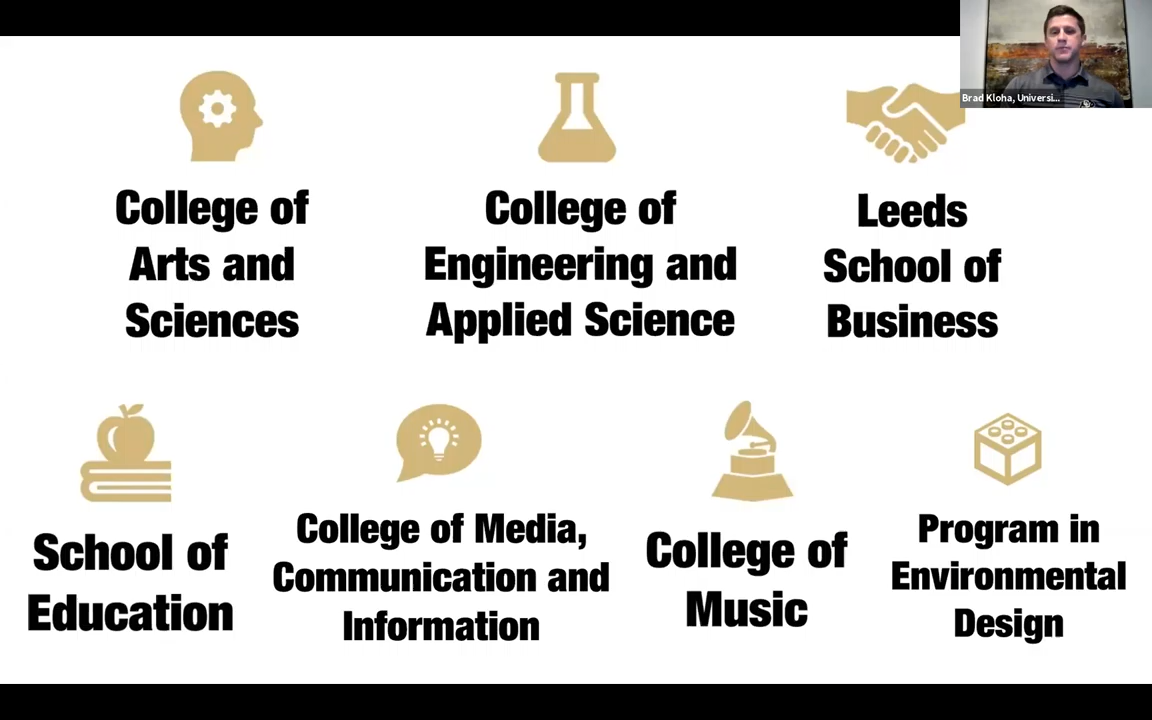 Brad Kloha, Universi...
College of
Arts and
Sciences
College of
Engineering and
Applied Science
Leeds
School of
Business
School of
Education
College of Media,
Communication and
Information
College of
Music
Program in
Environmental
Design